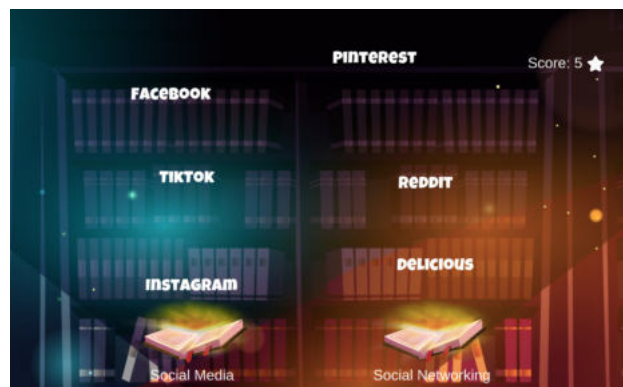 PINTEREST
Score: 5
FACEBOOK
TIKTOK
REDDIT
DELICIOUS
INSTAGRAM
Social Media
Social Networking